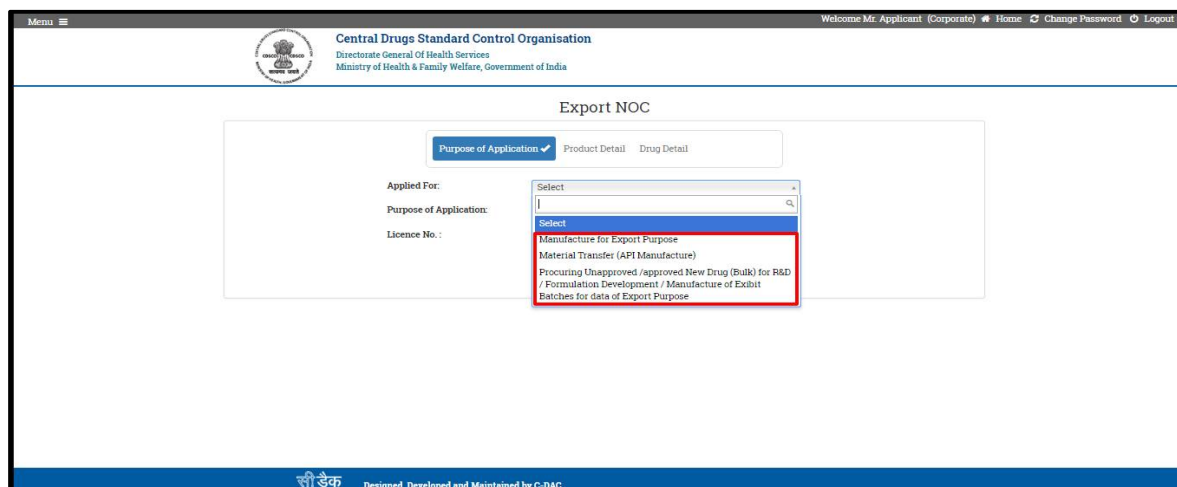 Menu
Welcome Mr. Applicant (Corporate) Home Change Password Logout
Central Drugs Standard Control Organisation
Directorate General Of Health Services
Ministry of Health & Family Welfare, Government of India
Export NOC
Purpose of Application Product Detail Drug Detail
Applied For: Select
Purpose of Application:
Select
Licence No. :
Manufacture for Export Purpose
Material Transfer (API Manufacture)
Procuring Unapproved /approved New Drug (Bulk) for R&D
/ Formulation Development / Manufacture of Exibit
Batches for data of Export Purpose
सी डैक Designed, Developed and Maintained by C-DAC